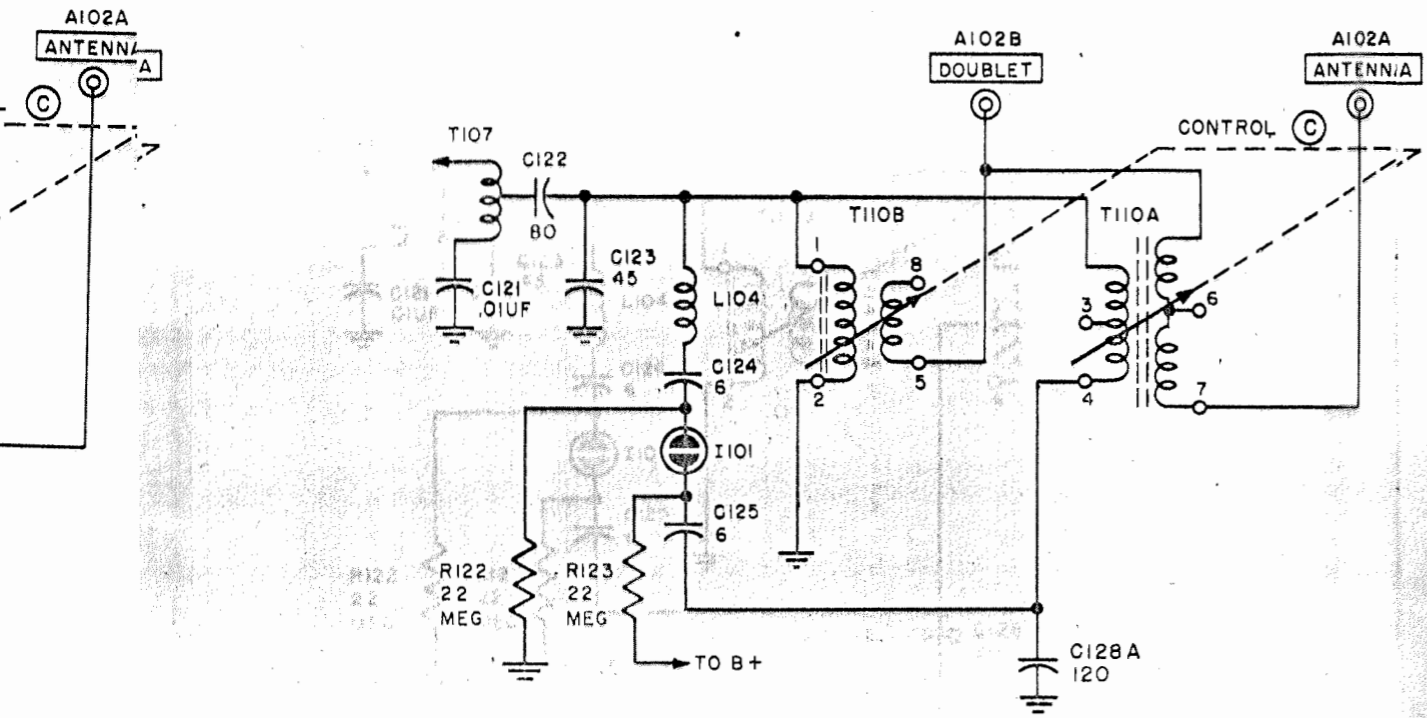 A102A
ANTENNA
A
C
A102B
DOUBLET
A102A
ANTENNIA
CONTROL C
T107
C122
80
C121
.01UF
C123
45
L104
T110B
1
8
5
2
T110A
3
6
4
7
C124
6
I101
C125
6
R122
22
MEG
R123
22
MEG
TO B+
C128A
120